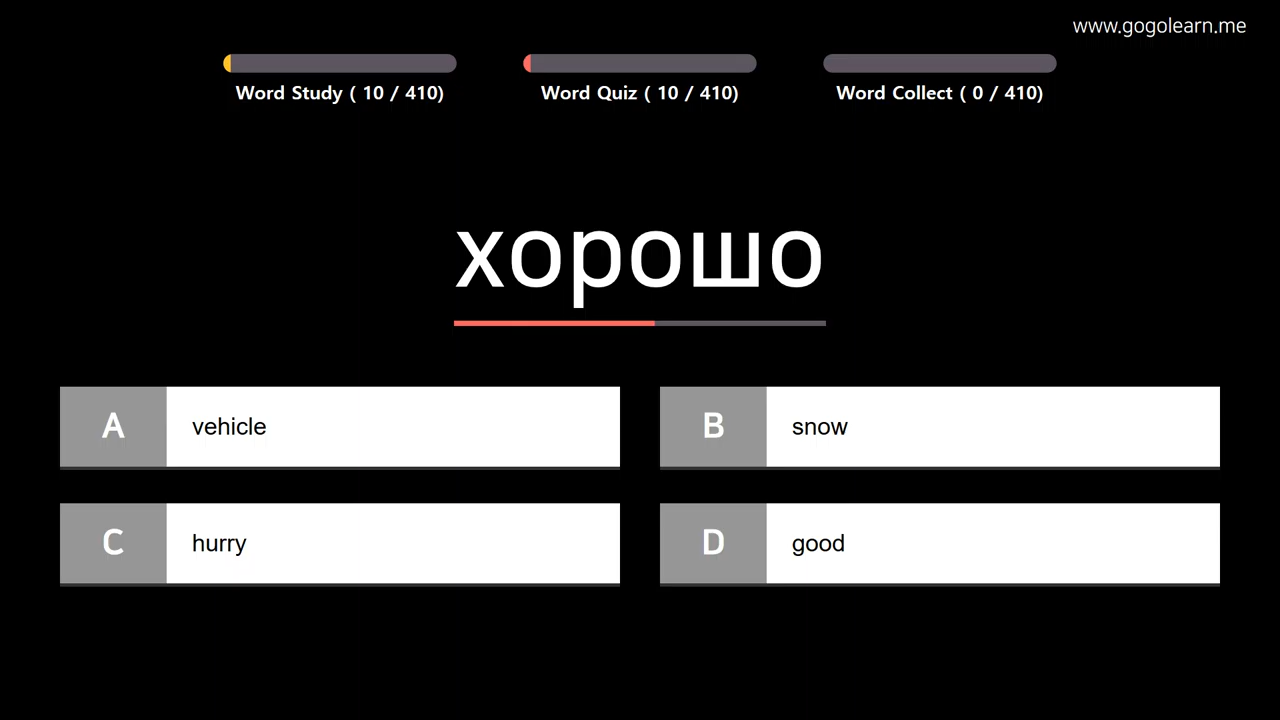 www.gogolearn.me
Word Study ( 10 / 410)
Word Quiz ( 10 / 410)
Word Collect ( 0 / 410)
хорошо
A vehicle
B snow
C hurry
D good